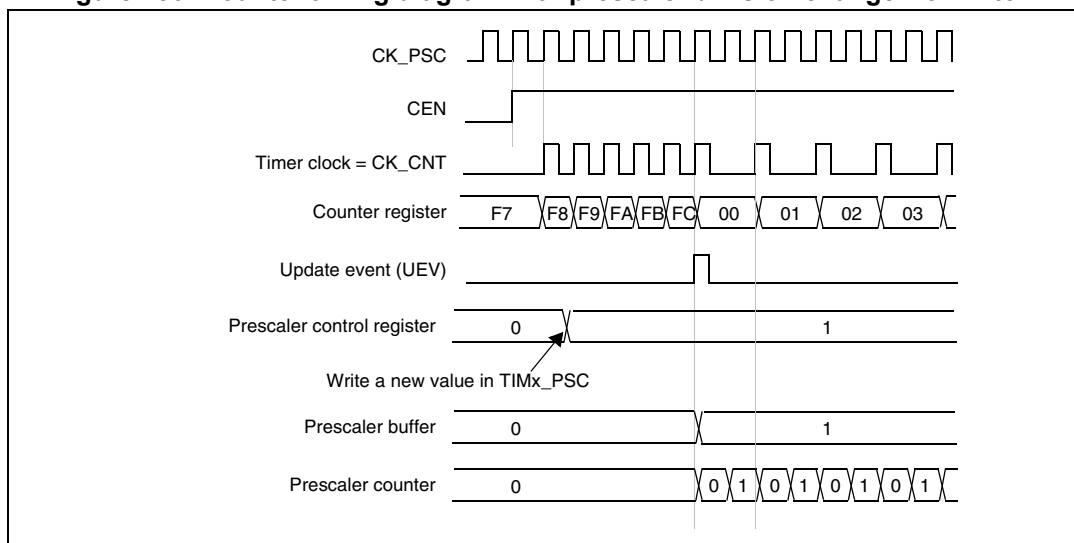 CK_PSC
CEN
Timer clock = CK_CNT
Counter register F7 F8 F9 FA FB FC 00 01 02 03
Update event (UEV)
Prescaler control register 0 1
Write a new value in TIMx_PSC
Prescaler buffer 0 1
Prescaler counter 0 0 1 0 1 0 1 0 1